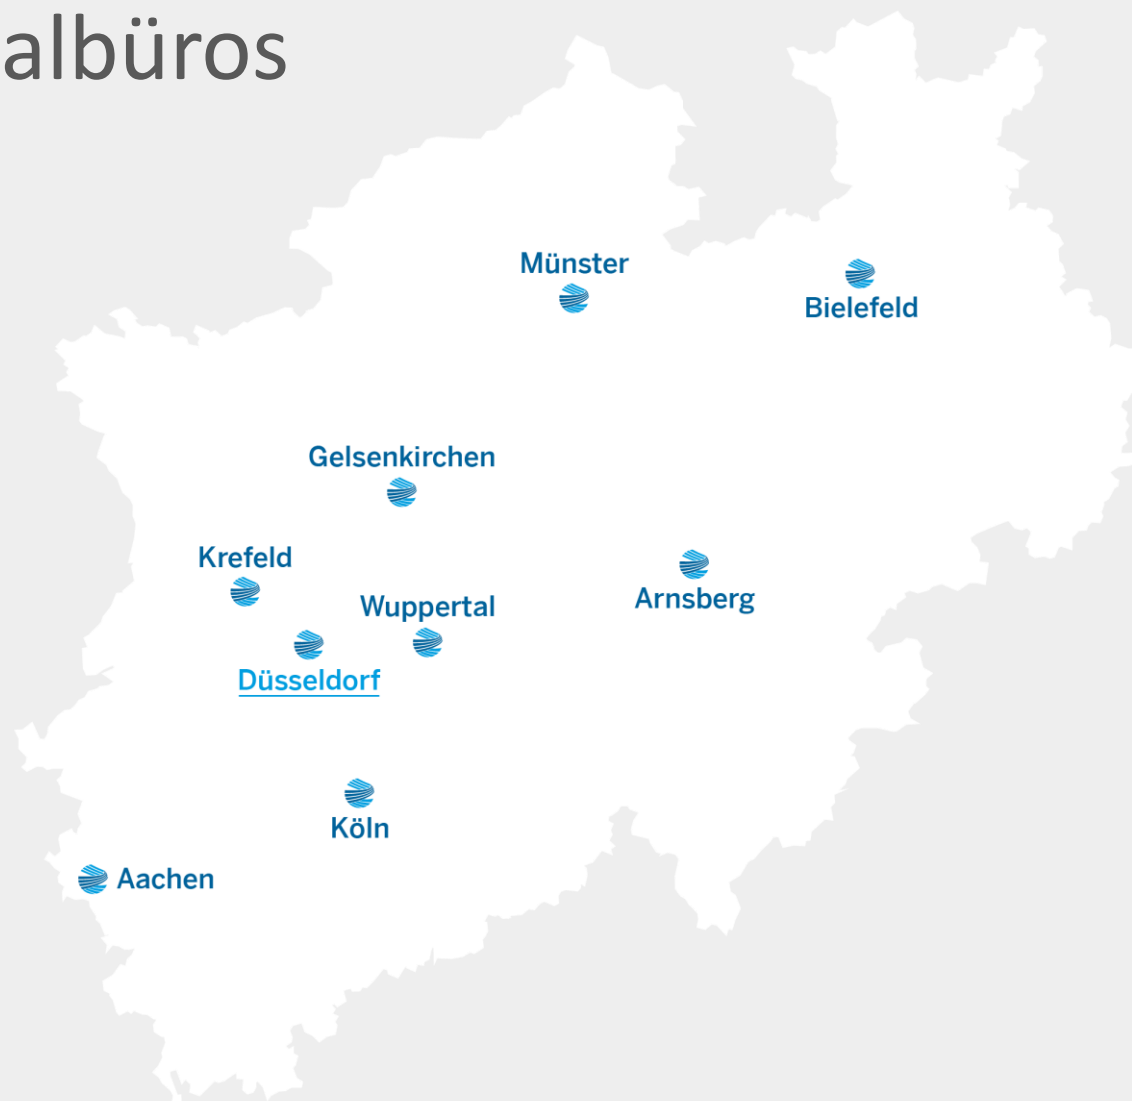 albüros
Münster
Bielefeld
Gelsenkirchen
Krefeld
Arnsberg
Wuppertal
Düsseldorf
Köln
Aachen